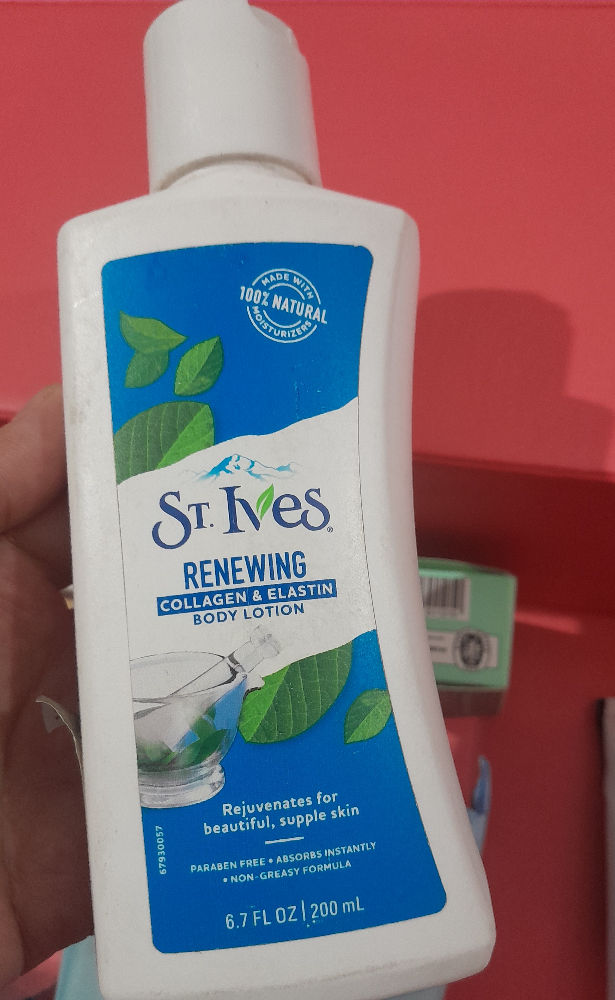 MADE WITH
100% NATURAL
MOISTURIZERS
ST. IVES®
RENEWING
COLLAGEN & ELASTIN
BODY LOTION
Rejuvenates for
beautiful, supple skin
PARABEN FREE • ABSORBS INSTANTLY
• NON-GREASY FORMULA
67930057
6.7 FL OZ | 200 mL